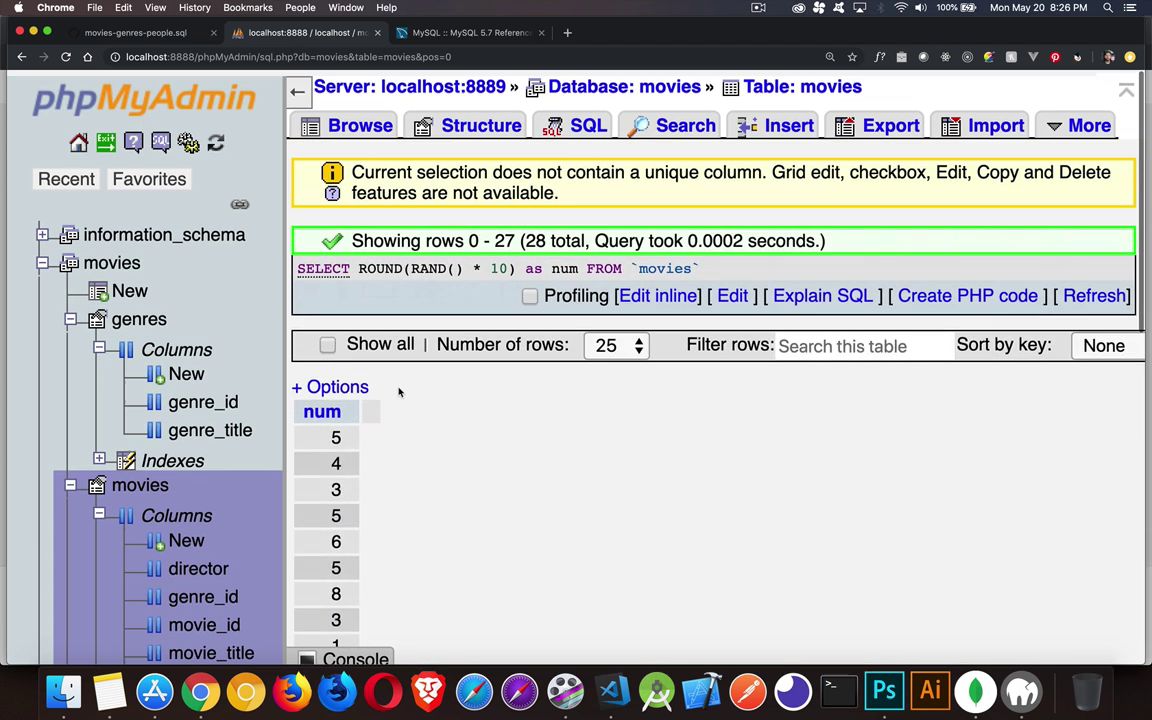 Chrome File Edit View History Bookmarks People Window Help 100% Mon May 20 8:26 PM
movies-genres-people.sql × localhost:8888 / localhost / mo × MySQL :: MySQL 5.7 Reference × +
localhost:8888/phpMyAdmin/sql.php?db=movies&table=movies&pos=0
phpMyAdmin
Recent Favorites
information_schema
movies
New
genres
Columns
New
genre_id
genre_title
Indexes
movies
Columns
New
director
genre_id
movie_id
movie_title
Server: localhost:8889 » Database: movies » Table: movies
Browse Structure SQL Search Insert Export Import More
Current selection does not contain a unique column. Grid edit, checkbox, Edit, Copy and Delete
features are not available.
Showing rows 0 - 27 (28 total, Query took 0.0002 seconds.)
SELECT ROUND(RAND() * 10) as num FROM `movies`
Profiling [Edit inline] [ Edit ] [ Explain SQL ] [ Create PHP code ] [ Refresh]
Show all | Number of rows: 25 Filter rows: Search this table Sort by key: None
+ Options
num
5
4
3
5
6
5
8
3
1
Console
Ps Ai